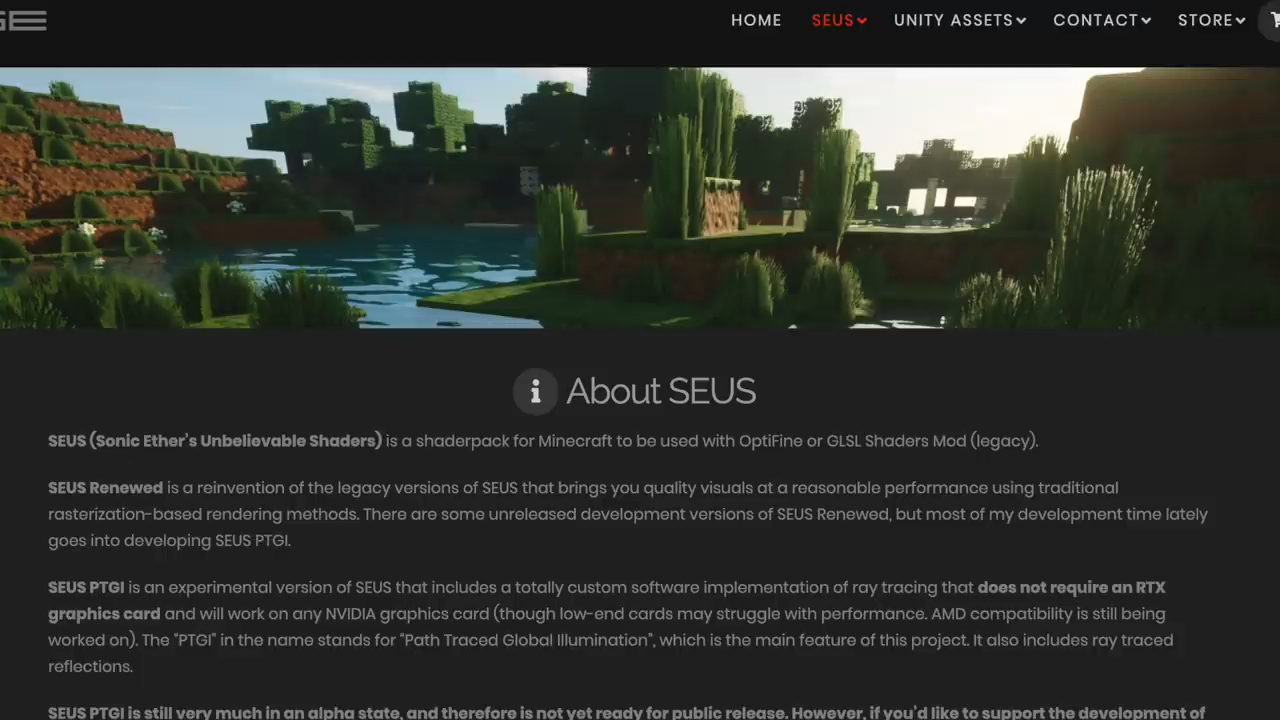 HOME SEUS UNITY ASSETS CONTACT STORE
About SEUS
SEUS (Sonic Ether's Unbelievable Shaders) is a shaderpack for Minecraft to be used with OptiFine or GLSL Shaders Mod (legacy).
SEUS Renewed is a reinvention of the legacy versions of SEUS that brings you quality visuals at a reasonable performance using traditional
rasterization-based rendering methods. There are some unreleased development versions of SEUS Renewed, but most of my development time lately
goes into developing SEUS PTGI.
SEUS PTGI is an experimental version of SEUS that includes a totally custom software implementation of ray tracing that does not require an RTX
graphics card and will work on any NVIDIA graphics card (though low-end cards may struggle with performance. AMD compatibility is still being
worked on). The "PTGI" in the name stands for "Path Traced Global Illumination", which is the main feature of this project. It also includes ray traced
reflections.
SEUS PTGI is still very much in an alpha state, and therefore is not yet ready for public release. However, if you'd like to support the development of